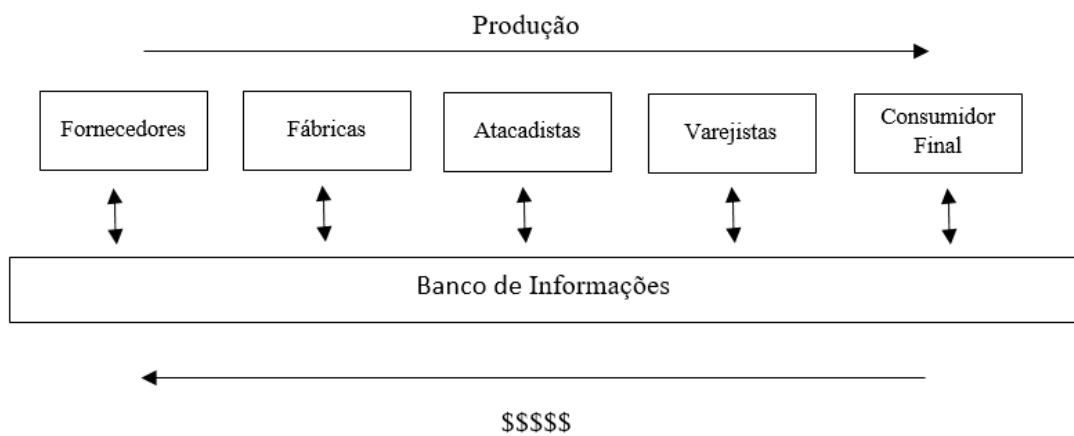 Produção
Fornecedores
Fábricas
Atacadistas
Varejistas
Consumidor
Final
Banco de Informações
$$$$$